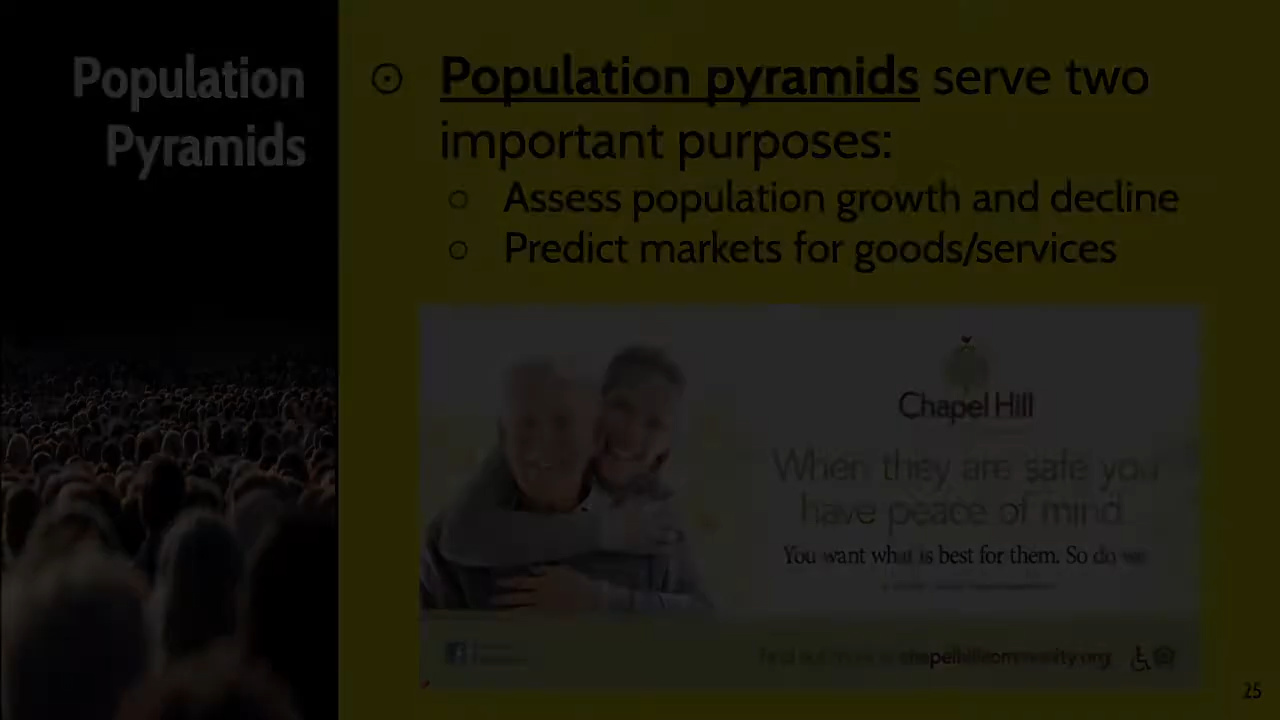 Population
Pyramids
Population pyramids serve two
important purposes:
Assess population growth and decline
Predict markets for goods/services
Chapel Hill
When they are safe you
have peace of mind.
You want what is best for them. So do we.
chapelhillcommunity.org
25